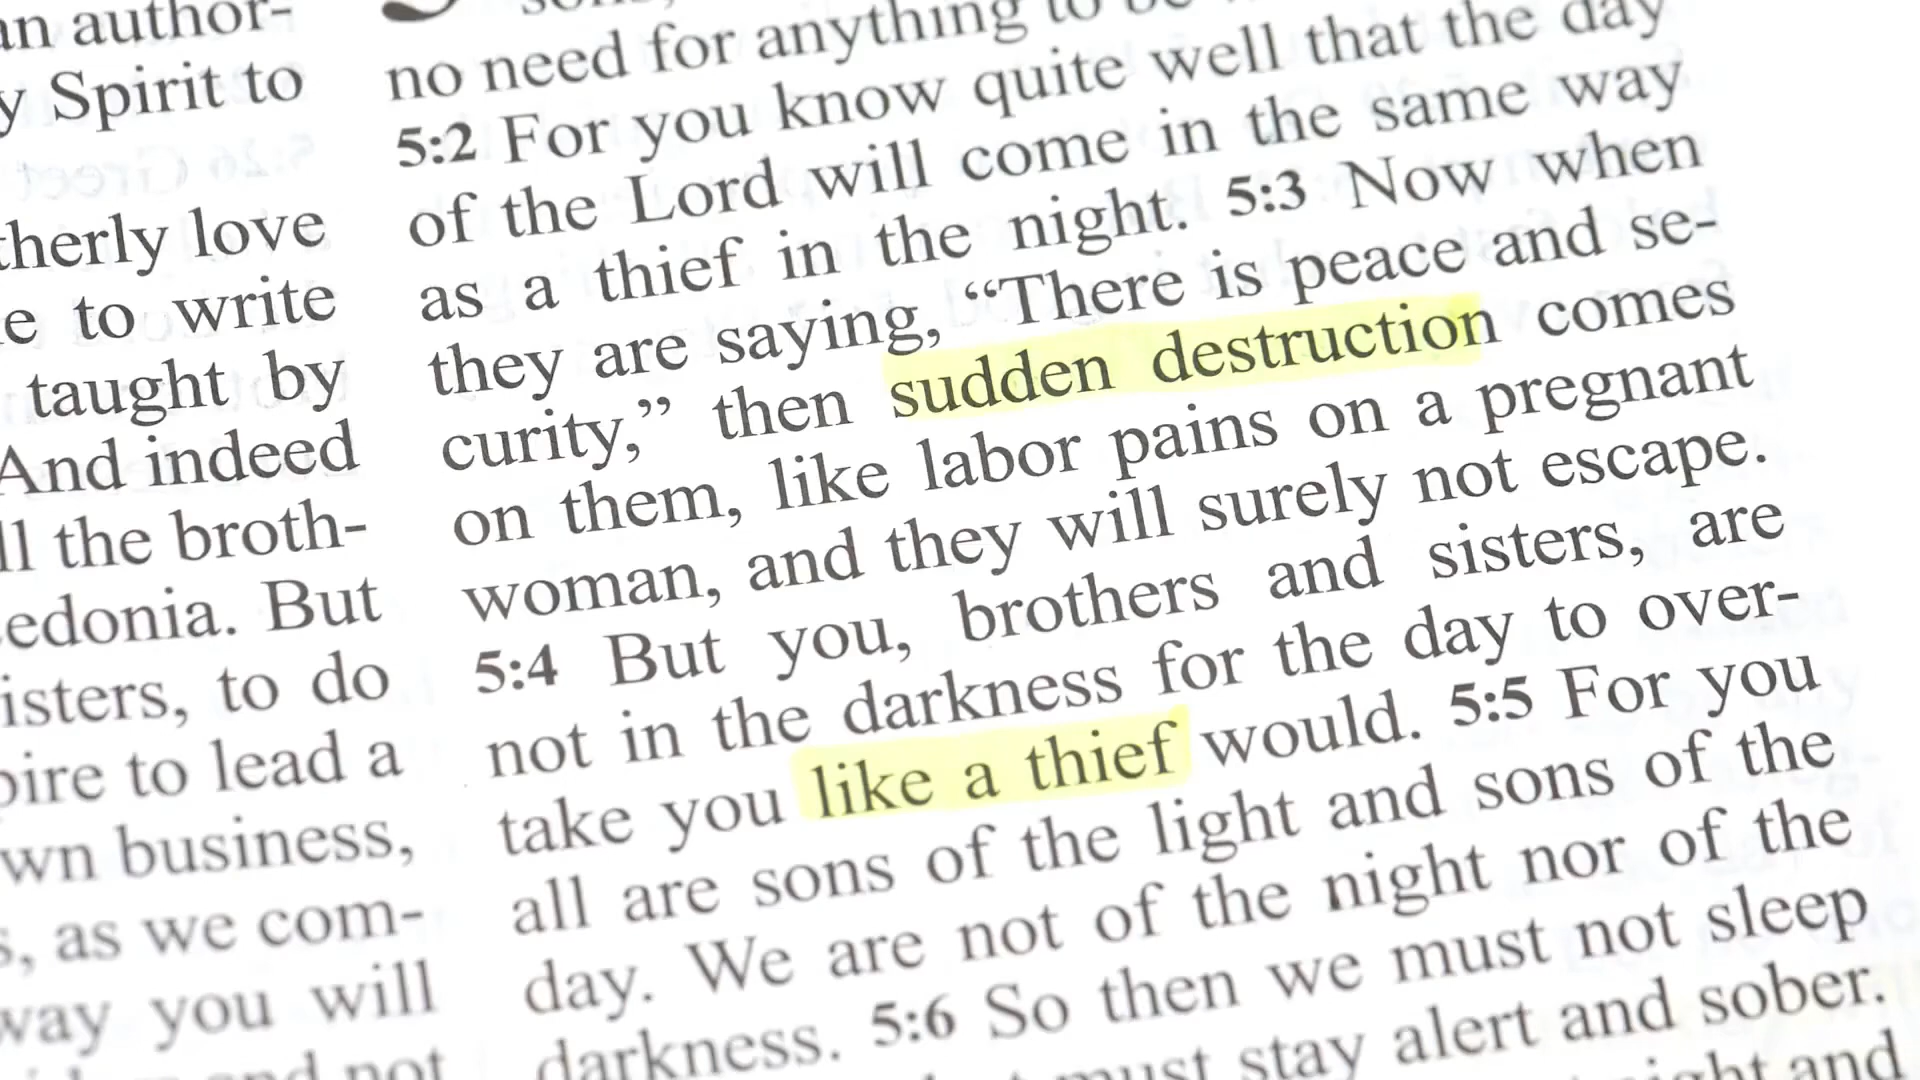 an author-
Spirit to
therly love
e to write
taught by
And indeed
ll the broth-
edonia. But
isters, to do
pire to lead a
wn business,
s, as we com-
way you will
and not
no need for anything to be
5:2 For you know quite well that the day
of the Lord will come in the same way
as a thief in the night. 5:3 Now when
they are saying, “There is peace and se-
curity,” then sudden destruction comes
on them, like labor pains on a pregnant
woman, and they will surely not escape.
5:4 But you, brothers and sisters, are
not in the darkness for the day to over-
take you like a thief would. 5:5 For you
all are sons of the light and sons of the
day. We are not of the night nor of the
darkness. 5:6 So then we must not sleep
must stay alert and sober.
night and